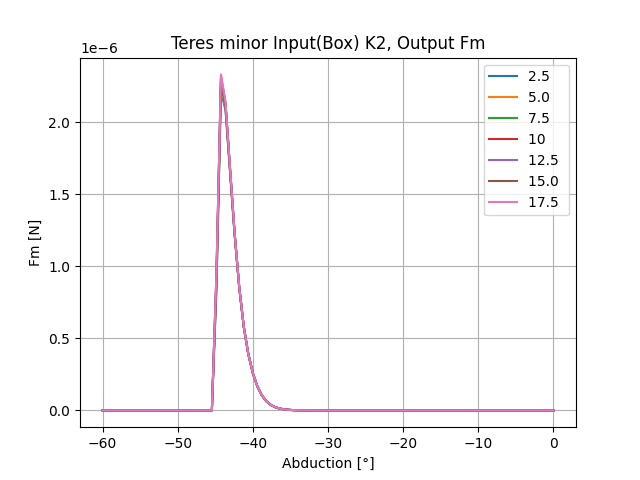 Teres minor Input(Box) K2, Output Fm
1e−6
2.5
5.0
7.5
10
12.5
15.0
17.5
2.0
1.5
1.0
0.5
0.0
Fm [N]
−60 −50 −40 −30 −20 −10 0
Abduction [°]